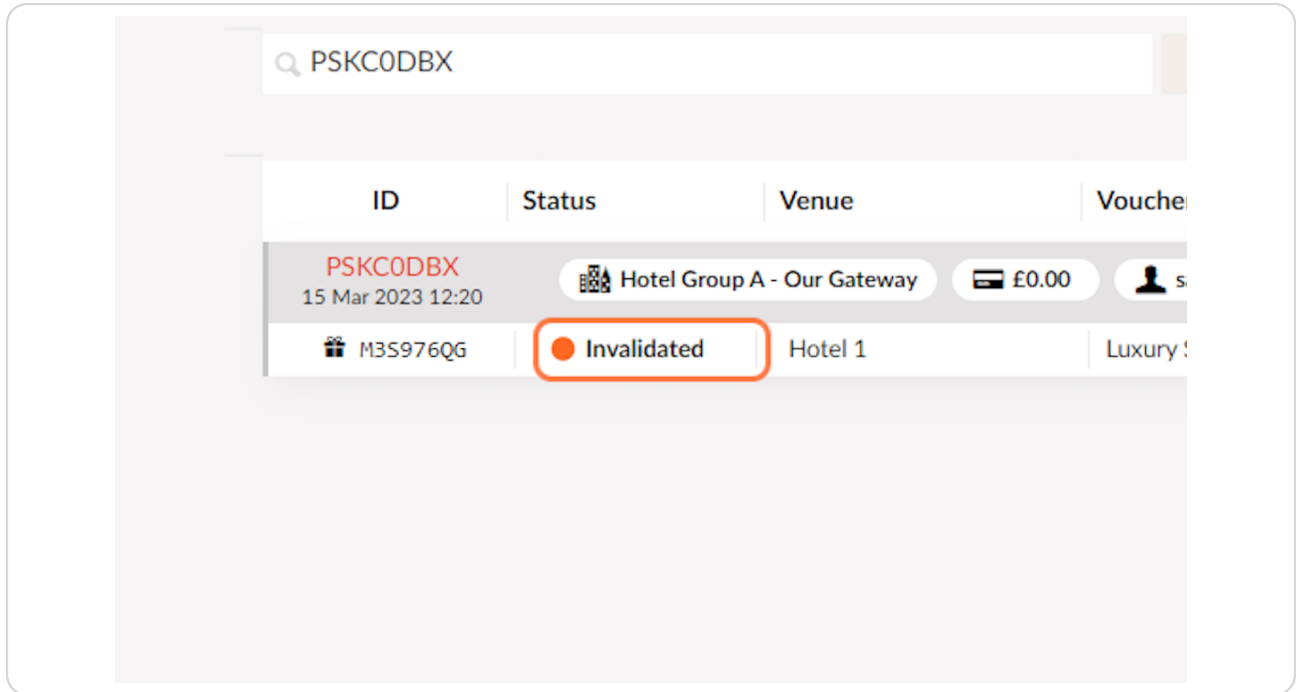 PSKC0DBX
ID Status Venue
PSKC0DBX Hotel Group A - Our Gateway £0.00
15 Mar 2023 12:20
M3S976QG Invalidated Hotel 1 Luxury